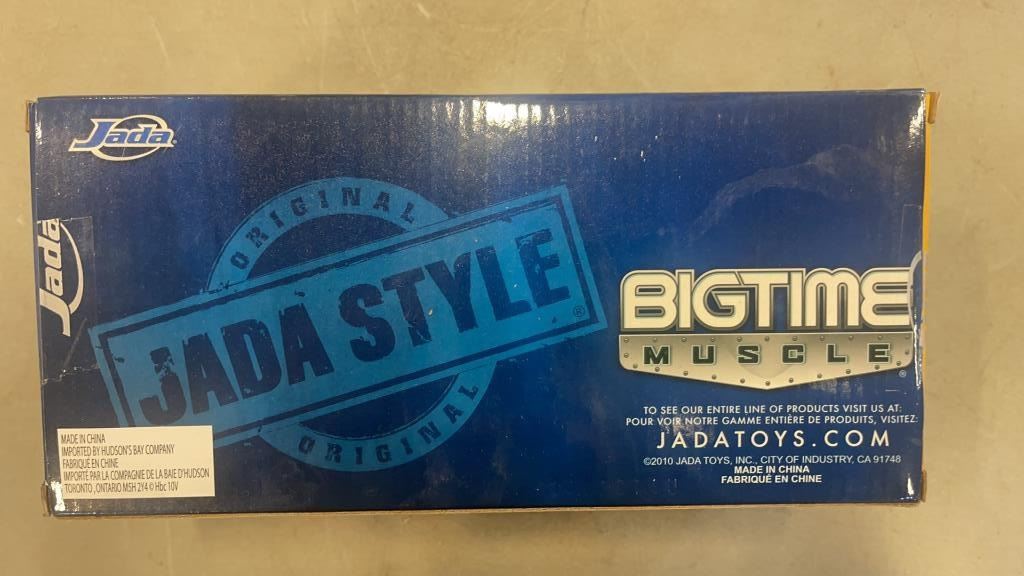 Jada
Jada
ORIGINAL
JADA STYLE®
ORIGINAL
BIGTIME
MUSCLE®
TO SEE OUR ENTIRE LINE OF PRODUCTS VISIT US AT:
POUR VOIR NOTRE GAMME ENTIÈRE DE PRODUITS, VISITEZ:
JADATOYS.COM
©2010 JADA TOYS, INC., CITY OF INDUSTRY, CA 91748
MADE IN CHINA
FABRIQUÉ EN CHINE
MADE IN CHINA
IMPORTED BY HUDSON'S BAY COMPANY
FABRIQUÉ EN CHINE
IMPORTÉ PAR LA COMPAGNIE DE LA BAIE D'HUDSON
TORONTO ,ONTARIO M5H 2Y4 © Hbc 10V